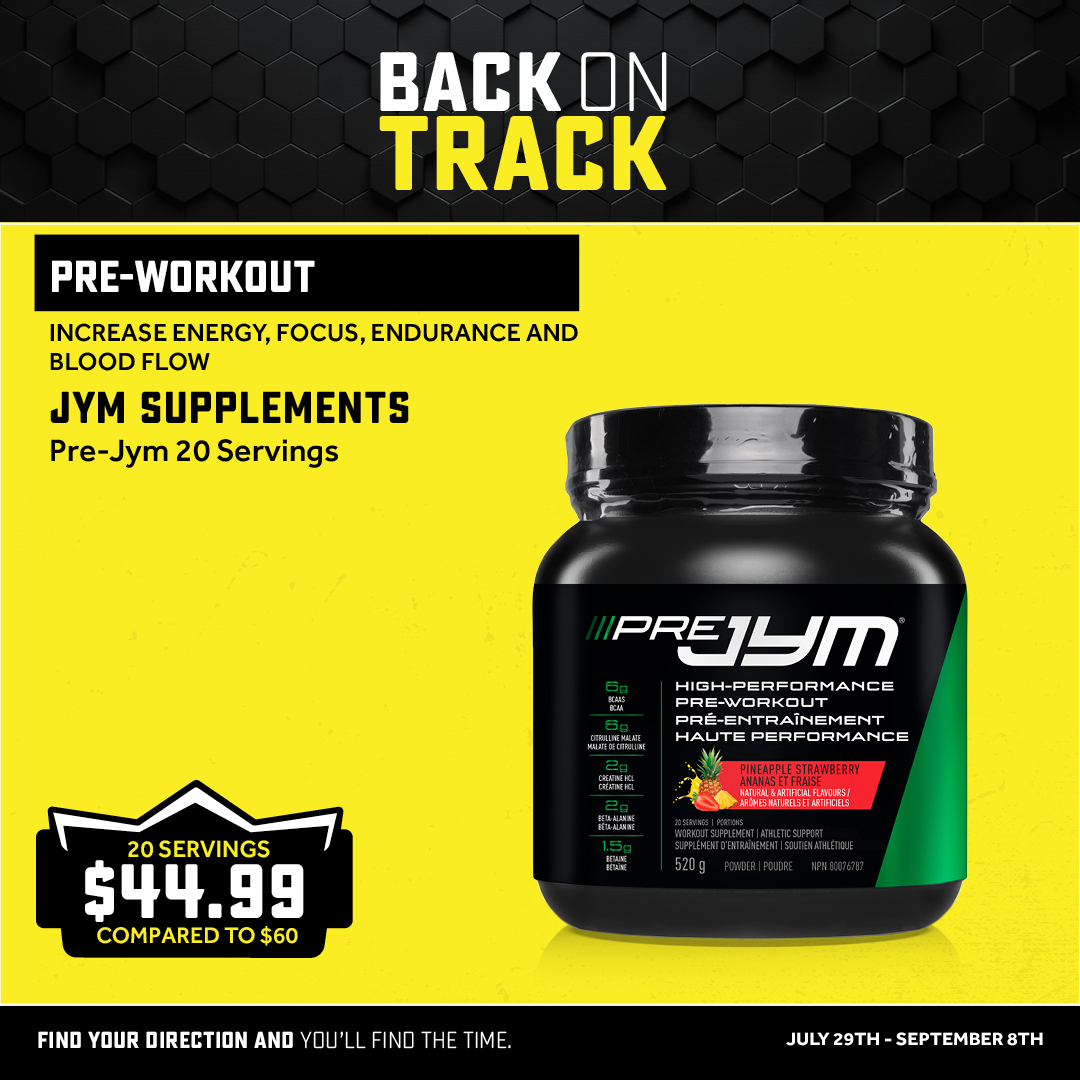 BACK ON
TRACK
PRE-WORKOUT
INCREASE ENERGY, FOCUS, ENDURANCE AND
BLOOD FLOW
JYM SUPPLEMENTS
Pre-Jym 20 Servings
///PRE JYM®
6g
BCAAS
BCAA
6g
CITRULLINE MALATE
MALATE DE CITRULLINE
2g
CREATINE HCL
CRÉATINE HCL
2g
BETA-ALANINE
BÊTA-ALANINE
1.5g
BETAINE
BÉTAÏNE
HIGH-PERFORMANCE
PRE-WORKOUT
PRÉ-ENTRAÎNEMENT
HAUTE PERFORMANCE
PINEAPPLE STRAWBERRY
ANANAS ET FRAISE
NATURAL & ARTIFICIAL FLAVOURS /
ARÔMES NATURELS ET ARTIFICIELS
20 SERVINGS | PORTIONS
WORKOUT SUPPLEMENT | ATHLETIC SUPPORT
SUPPLÉMENT D'ENTRAÎNEMENT | SOUTIEN ATHLÉTIQUE
520 g POWDER | POUDRE NPN 80076787
20 SERVINGS
$44.99
COMPARED TO $60
FIND YOUR DIRECTION AND YOU'LL FIND THE TIME.
JULY 29TH - SEPTEMBER 8TH